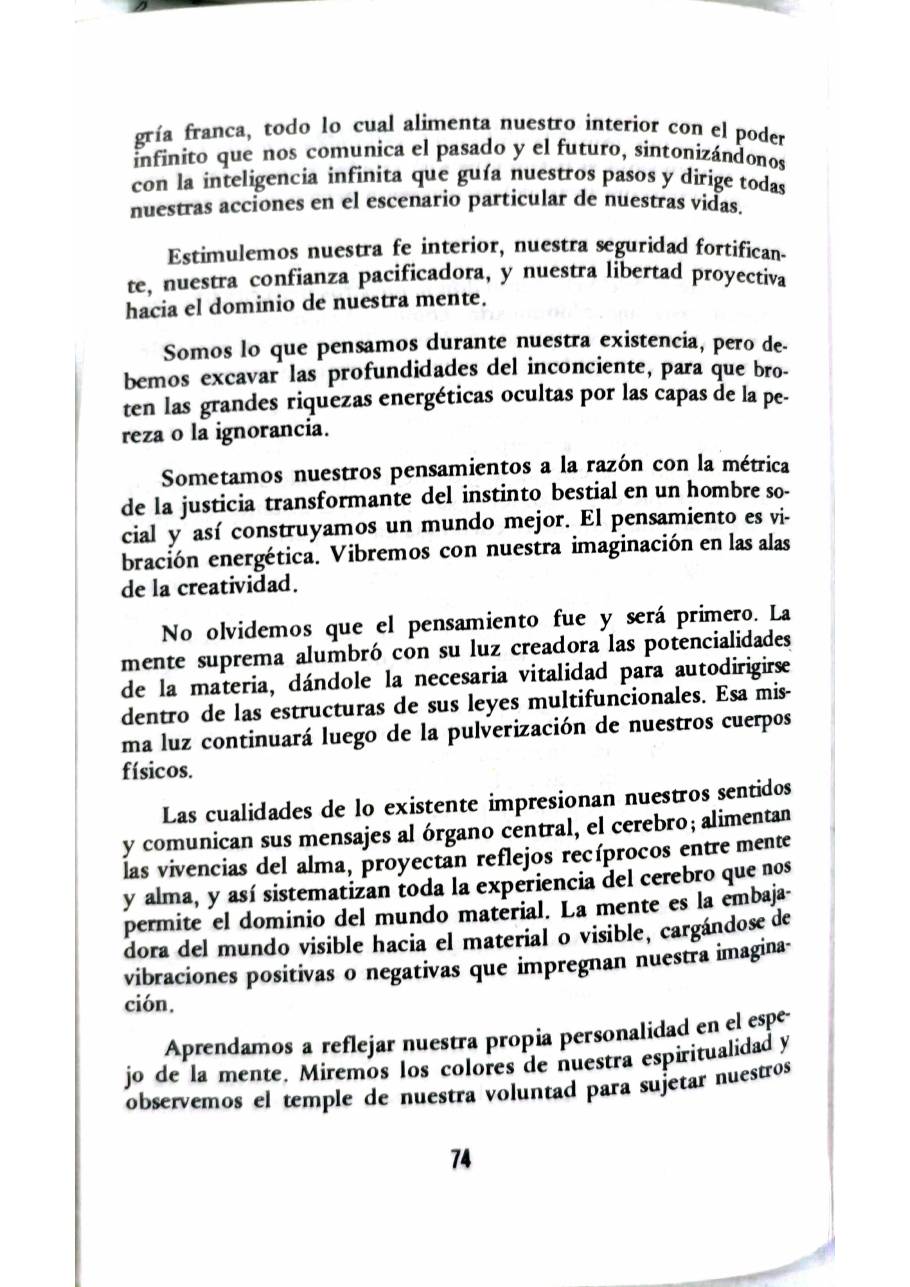 gría franca, todo lo cual alimenta nuestro interior con el poder
infinito que nos comunica el pasado y el futuro, sintonizándonos
con la inteligencia infinita que guía nuestros pasos y dirige todas
nuestras acciones en el escenario particular de nuestras vidas.
Estimulemos nuestra fe interior, nuestra seguridad fortifican-
te, nuestra confianza pacificadora, y nuestra libertad proyectiva
hacia el dominio de nuestra mente.
Somos lo que pensamos durante nuestra existencia, pero de-
bemos excavar las profundidades del inconciente, para que bro-
ten las grandes riquezas energéticas ocultas por las capas de la pe-
reza o la ignorancia.
Sometamos nuestros pensamientos a la razón con la métrica
de la justicia transformante del instinto bestial en un hombre so-
cial y así construyamos un mundo mejor. El pensamiento es vi-
bración energética. Vibremos con nuestra imaginación en las alas
de la creatividad.
No olvidemos que el pensamiento fue y será primero. La
mente suprema alumbró con su luz creadora las potencialidades
de la materia, dándole la necesaria vitalidad para autodirigirse
dentro de las estructuras de sus leyes multifuncionales. Esa mis-
ma luz continuará luego de la pulverización de nuestros cuerpos
físicos.
Las cualidades de lo existente impresionan nuestros sentidos
y comunican sus mensajes al órgano central, el cerebro; alimentan
las vivencias del alma, proyectan reflejos recíprocos entre mente
y alma, y así sistematizan toda la experiencia del cerebro que nos
permite el dominio del mundo material. La mente es la embaja-
dora del mundo visible hacia el material o visible, cargándose de
vibraciones positivas o negativas que impregnan nuestra imagina-
ción.
Aprendamos a reflejar nuestra propia personalidad en el espe-
jo de la mente. Miremos los colores de nuestra espiritualidad y
observemos el temple de nuestra voluntad para sujetar nuestros
74